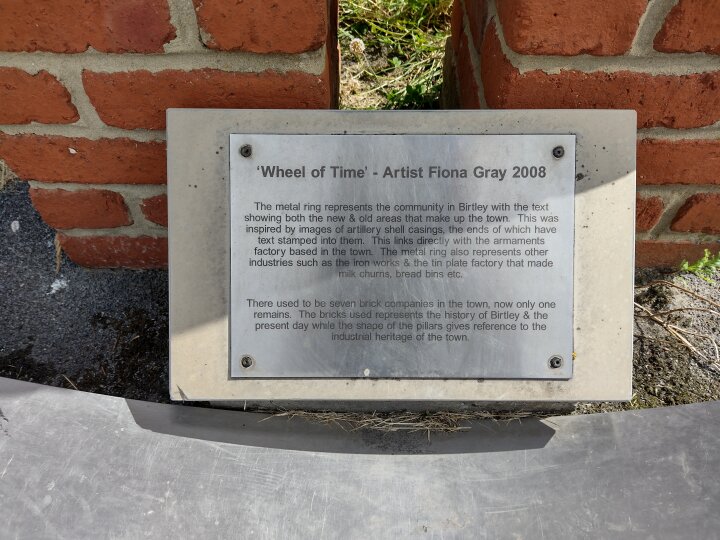 ‘Wheel of Time’ - Artist Fiona Gray 2008
The metal ring represents the community in Birtley with the text
showing both the new & old areas that make up the town. This was
inspired by images of artillery shell casings, the ends of which have
text stamped into them. This links directly with the armaments
factory based in the town. The metal ring also represents other
industries such as the iron works & the tin plate factory that made
milk churns, bread bins etc.
There used to be seven brick companies in the town, now only one
remains. The bricks used represents the history of Birtley & the
present day while the shape of the pillars gives reference to the
industrial heritage of the town.